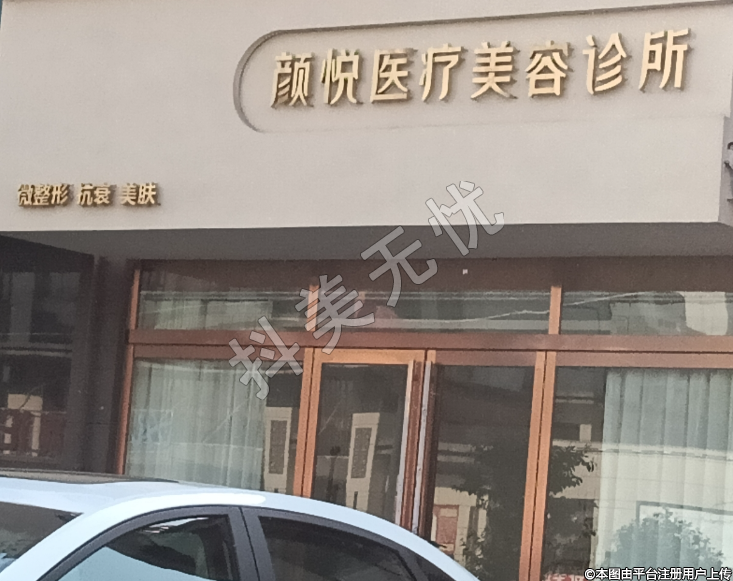 颜悦医疗美容诊所
微整形 抗衰 美肤
抖美无忧
©本图由平台注册用户上传